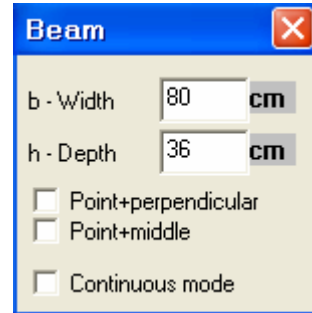 Beam
b - Width 80 cm
h - Depth 36 cm
Point+perpendicular
Point+middle
Continuous mode